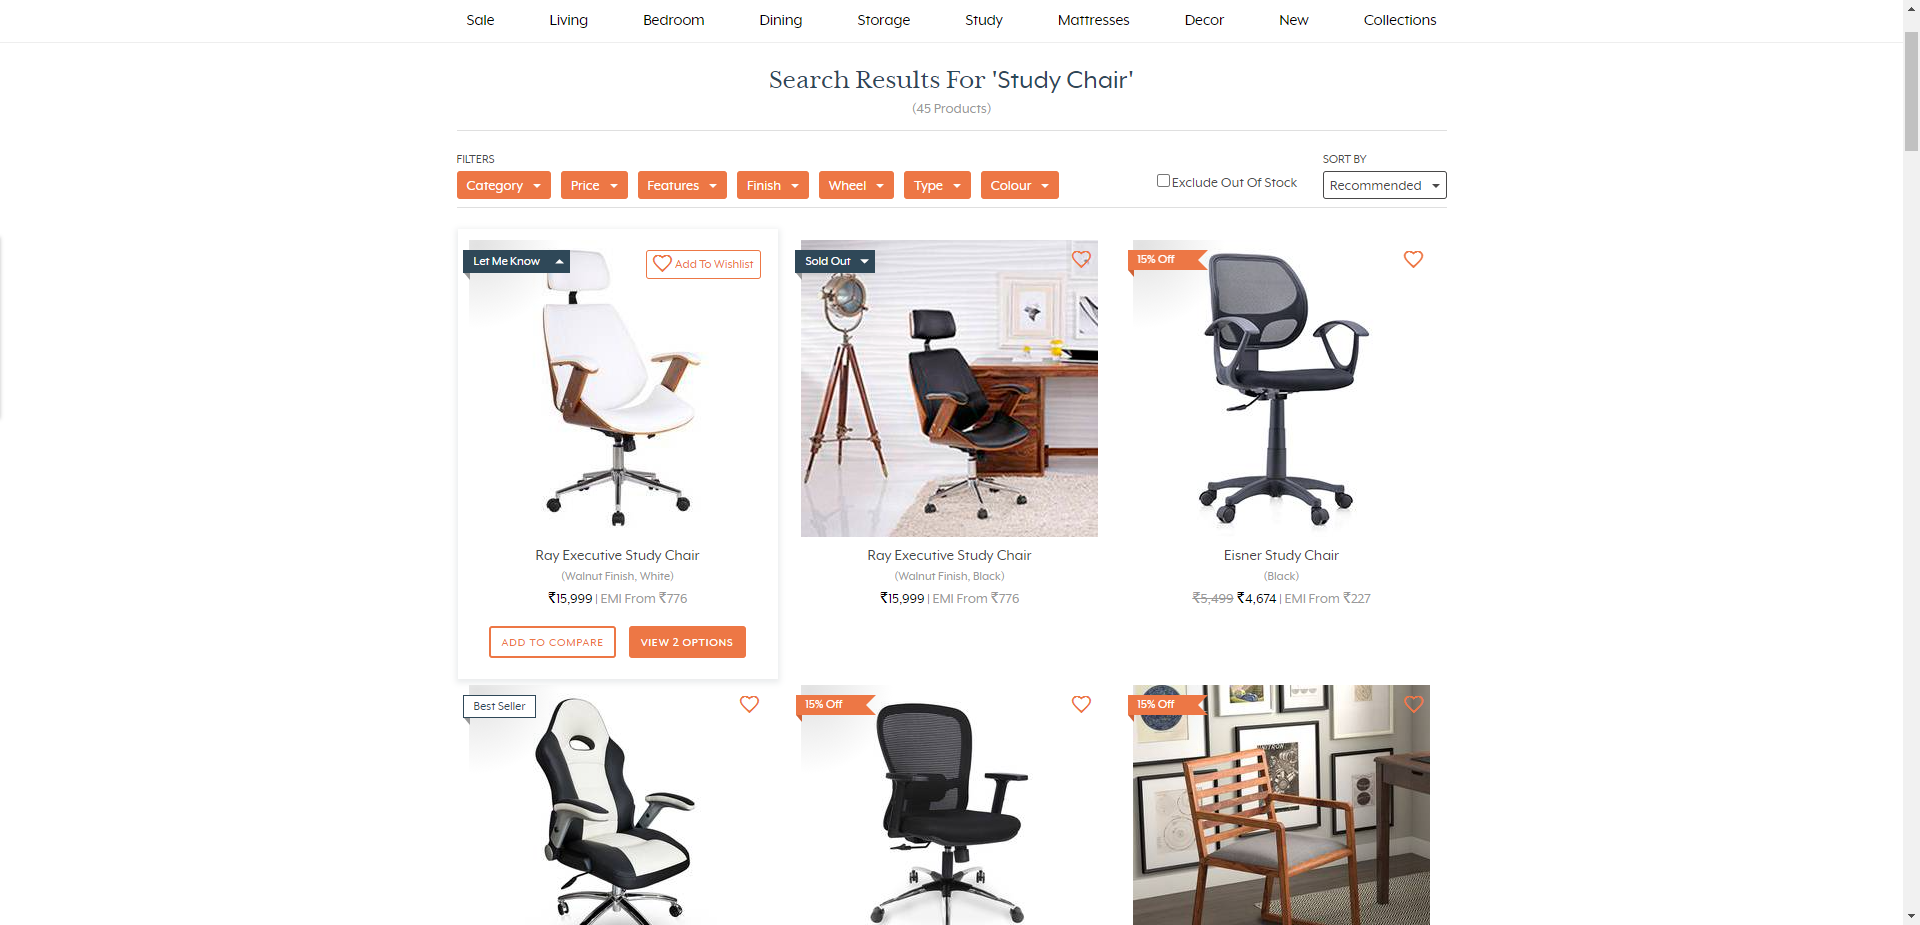 Sale Living Bedroom Dining Storage Study Mattresses Decor New Collections
Search Results For 'Study Chair'
(45 Products)
FILTERS
SORT BY
Category Price Features Finish Wheel Type Colour
Exclude Out Of Stock
Recommended
Let Me Know
Add To Wishlist
Sold Out
15% Off
Ray Executive Study Chair
(Walnut Finish, White)
₹15,999 | EMI From ₹776
ADD TO COMPARE
VIEW 2 OPTIONS
Ray Executive Study Chair
(Walnut Finish, Black)
₹15,999 | EMI From ₹776
Eisner Study Chair
(Black)
₹5,499 ₹4,674 | EMI From ₹227
Best Seller
15% Off
15% Off